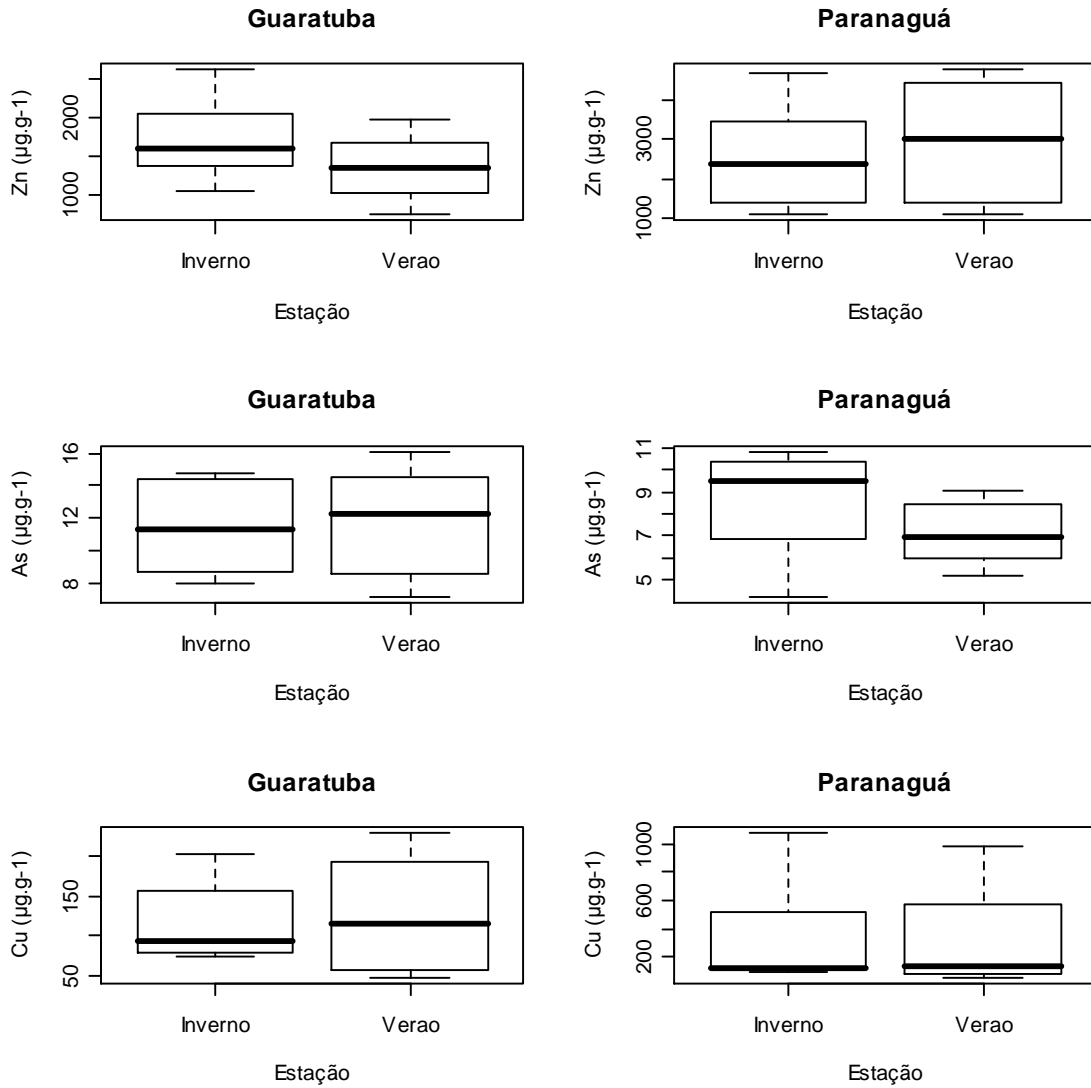 Guaratuba
Zn (µg.g-1)
2000
1000
Inverno
Verao
Estação
Paranaguá
Zn (µg.g-1)
3000
1000
Inverno
Verao
Estação
Guaratuba
As (µg.g-1)
16
12
8
Inverno
Verao
Estação
Paranaguá
As (µg.g-1)
11
9
7
5
Inverno
Verao
Estação
Guaratuba
Cu (µg.g-1)
150
50
Inverno
Verao
Estação
Paranaguá
Cu (µg.g-1)
1000
600
200
Inverno
Verao
Estação